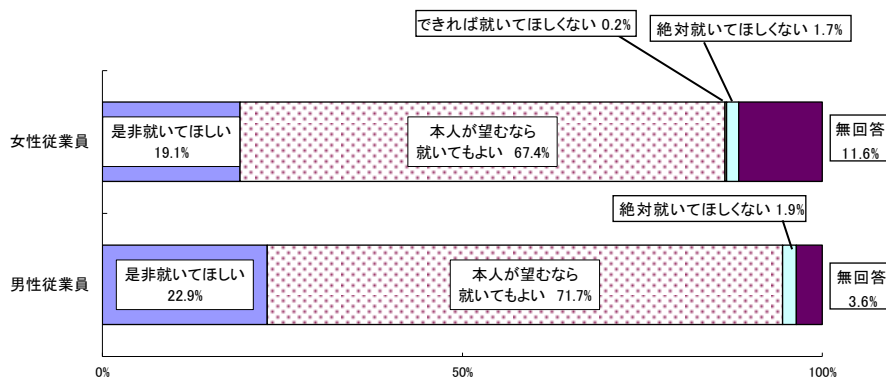 できれば就いてほしくない 0.2%
絶対就いてほしくない 1.7%
女性従業員
是非就いてほしい
19.1%
本人が望むなら
就いてもよい 67.4%
無回答
11.6%
絶対就いてほしくない 1.9%
男性従業員
是非就いてほしい
22.9%
本人が望むなら
就いてもよい 71.7%
無回答
3.6%
0%
50%
100%